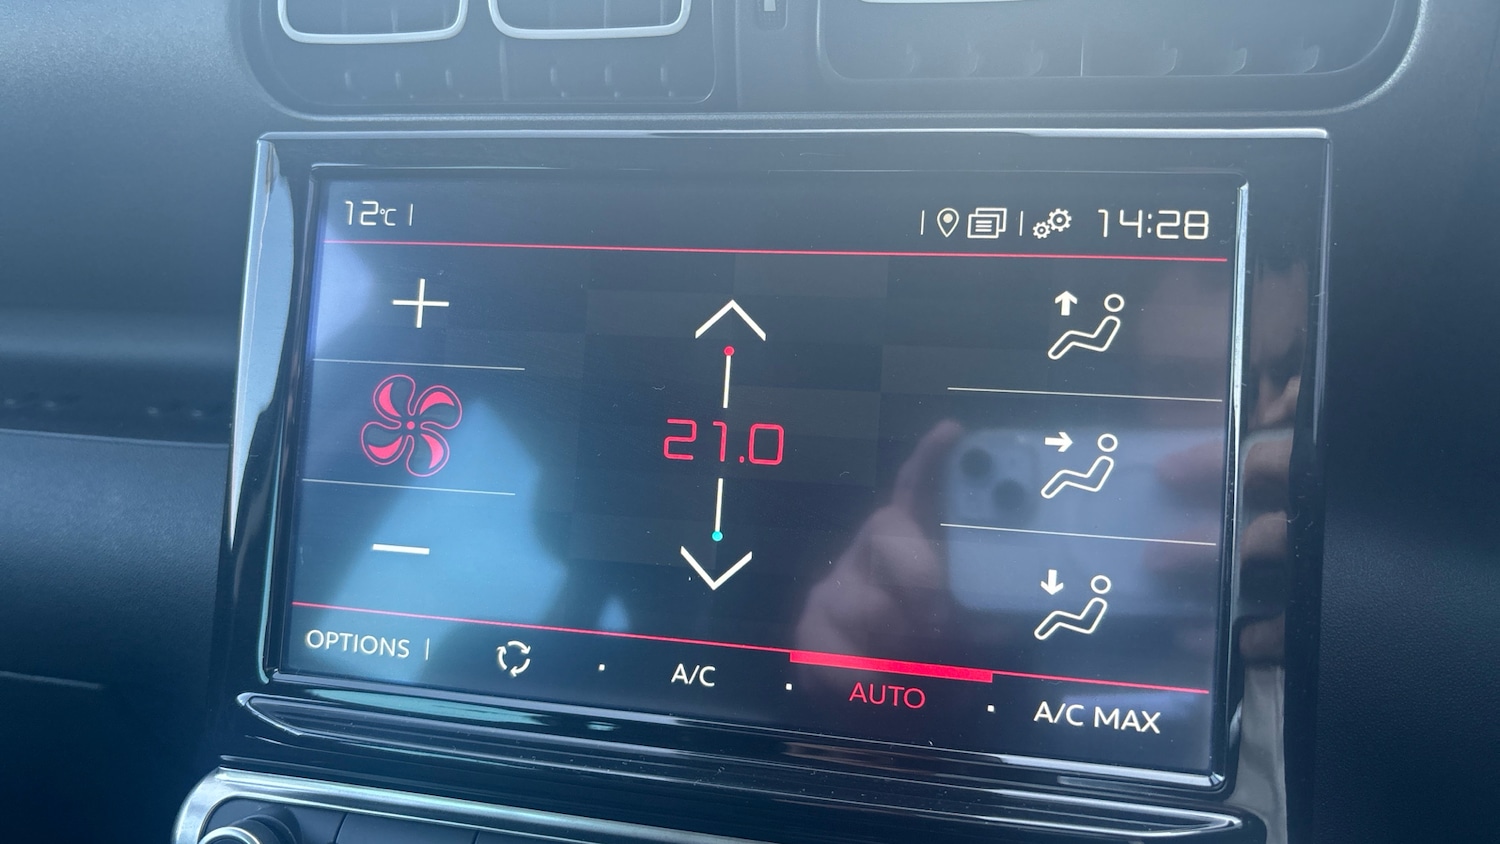 12°C
14:28
21.0
OPTIONS
A/C
AUTO
A/C MAX